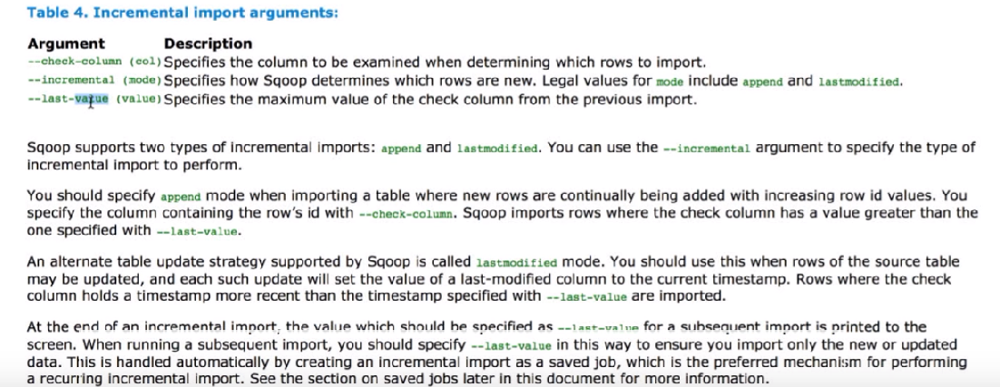 Table 4. Incremental import arguments:
Argument Description
--check-column (col) Specifies the column to be examined when determining which rows to import.
--incremental (mode) Specifies how Sqoop determines which rows are new. Legal values for mode include append and lastmodified.
--last-value (value) Specifies the maximum value of the check column from the previous import.
Sqoop supports two types of incremental imports: append and lastmodified. You can use the --incremental argument to specify the type of
incremental import to perform.
You should specify append mode when importing a table where new rows are continually being added with increasing row id values. You
specify the column containing the row's id with --check-column. Sqoop imports rows where the check column has a value greater than the
one specified with --last-value.
An alternate table update strategy supported by Sqoop is called lastmodified mode. You should use this when rows of the source table
may be updated, and each such update will set the value of a last-modified column to the current timestamp. Rows where the check
column holds a timestamp more recent than the timestamp specified with --last-value are imported.
At the end of an incremental import, the value which should be specified as --last-value for a subsequent import is printed to the
screen. When running a subsequent import, you should specify --last-value in this way to ensure you import only the new or updated
data. This is handled automatically by creating an incremental import as a saved job, which is the preferred mechanism for performing
a recurring incremental import. See the section on saved jobs later in this document for more information.